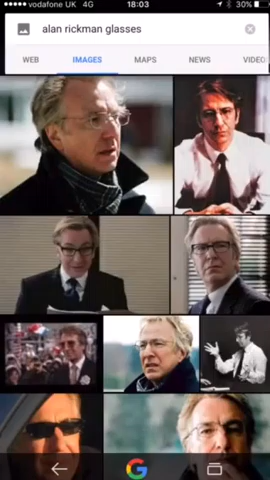 vodafone UK 4G 18:03 30%
alan rickman glasses
WEB IMAGES MAPS NEWS VIDEO